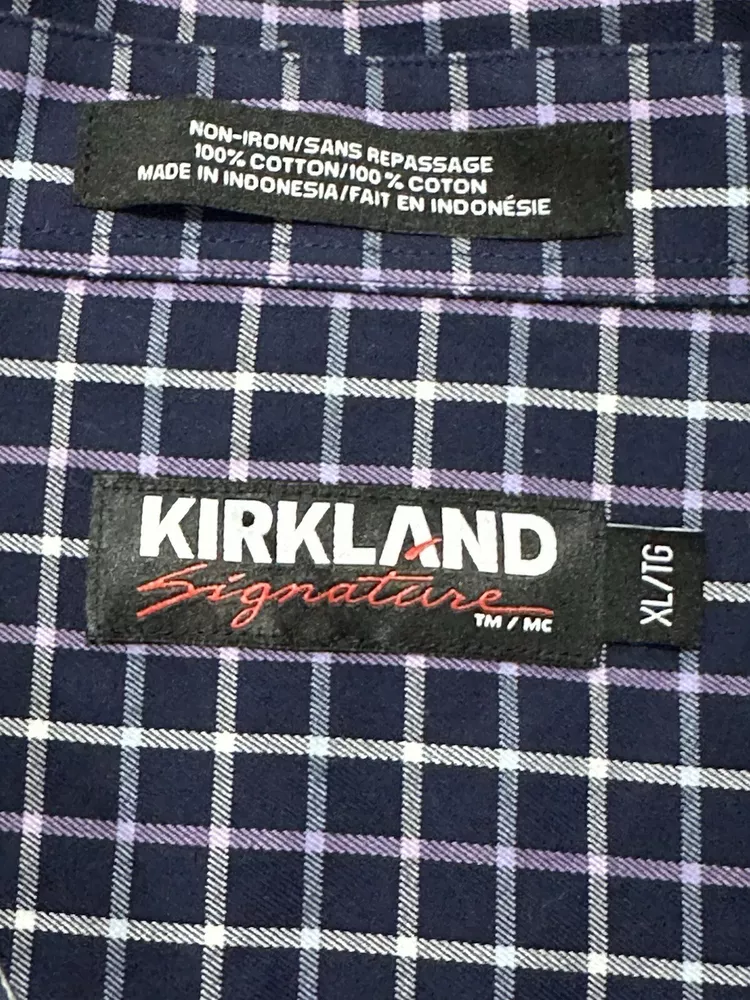 NON-IRON/SANS REPASSAGE
100% COTTON/100% COTON
MADE IN INDONESIA/FAIT EN INDONÉSIE
KIRKLAND
Signature
TM / MC
XL/TG